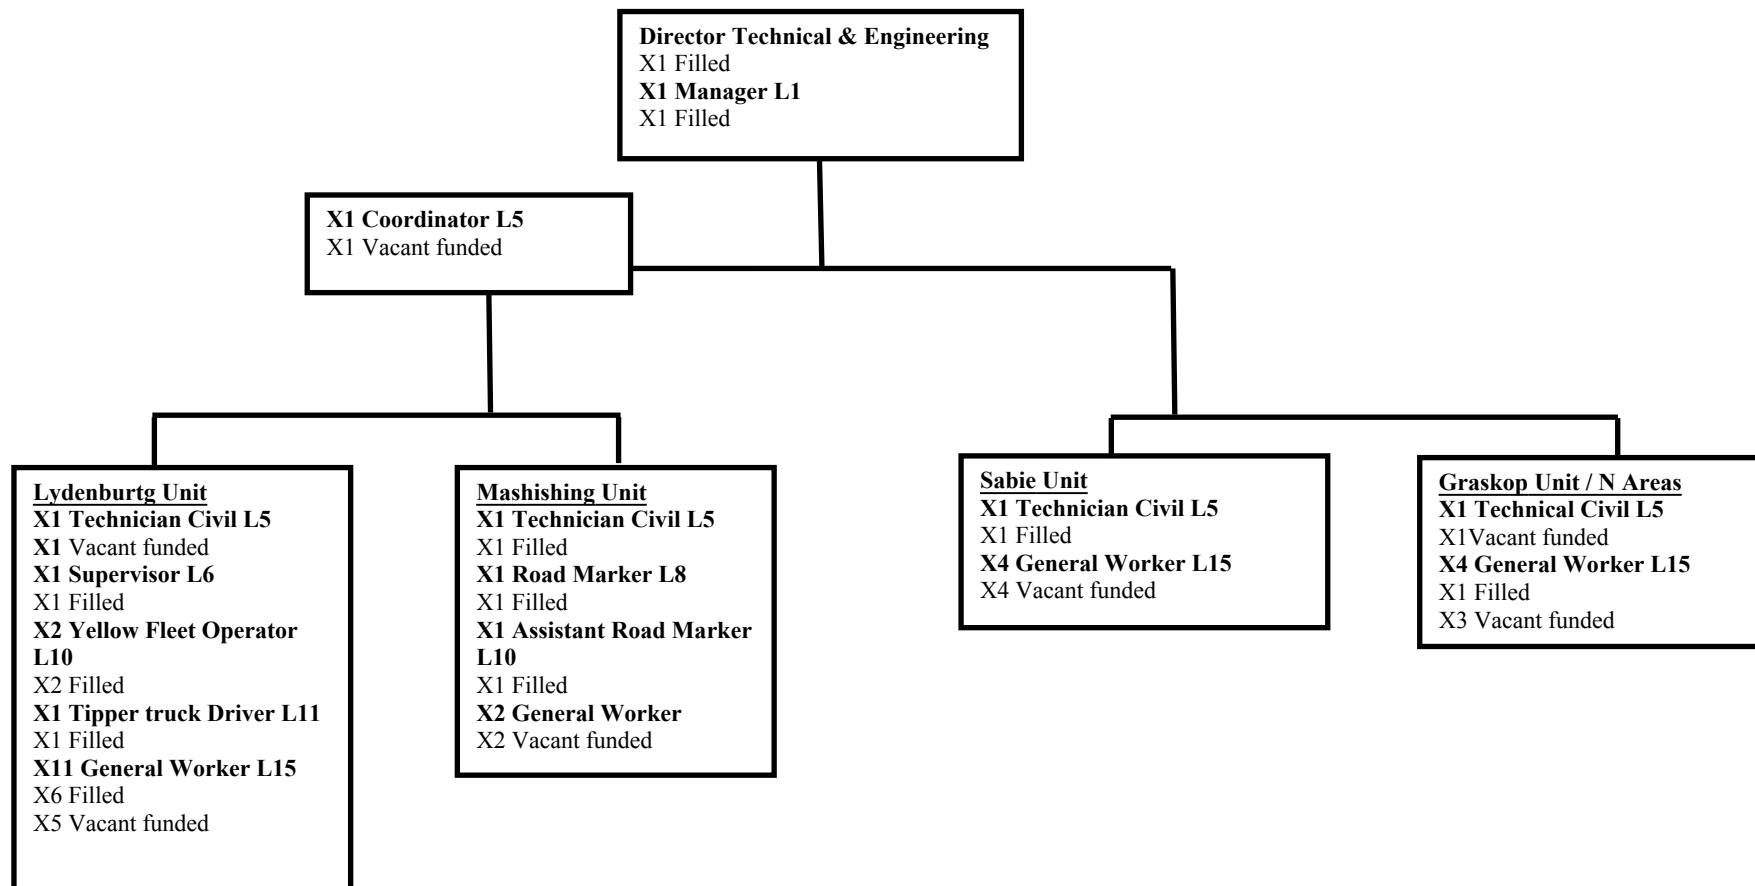 Director Technical & Engineering
X1 Filled
X1 Manager L1
X1 Filled
X1 Coordinator L5
X1 Vacant funded
Lydenburtg Unit
X1 Technician Civil L5
X1 Vacant funded
X1 Supervisor L6
X1 Filled
X2 Yellow Fleet Operator
L10
X2 Filled
X1 Tipper truck Driver L11
X1 Filled
X11 General Worker L15
X6 Filled
X5 Vacant funded
Mashishing Unit
X1 Technician Civil L5
X1 Filled
X1 Road Marker L8
X1 Filled
X1 Assistant Road Marker
L10
X1 Filled
X2 General Worker
X2 Vacant funded
Sabie Unit
X1 Technician Civil L5
X1 Filled
X4 General Worker L15
X4 Vacant funded
Graskop Unit / N Areas
X1 Technical Civil L5
X1Vacant funded
X4 General Worker L15
X1 Filled
X3 Vacant funded